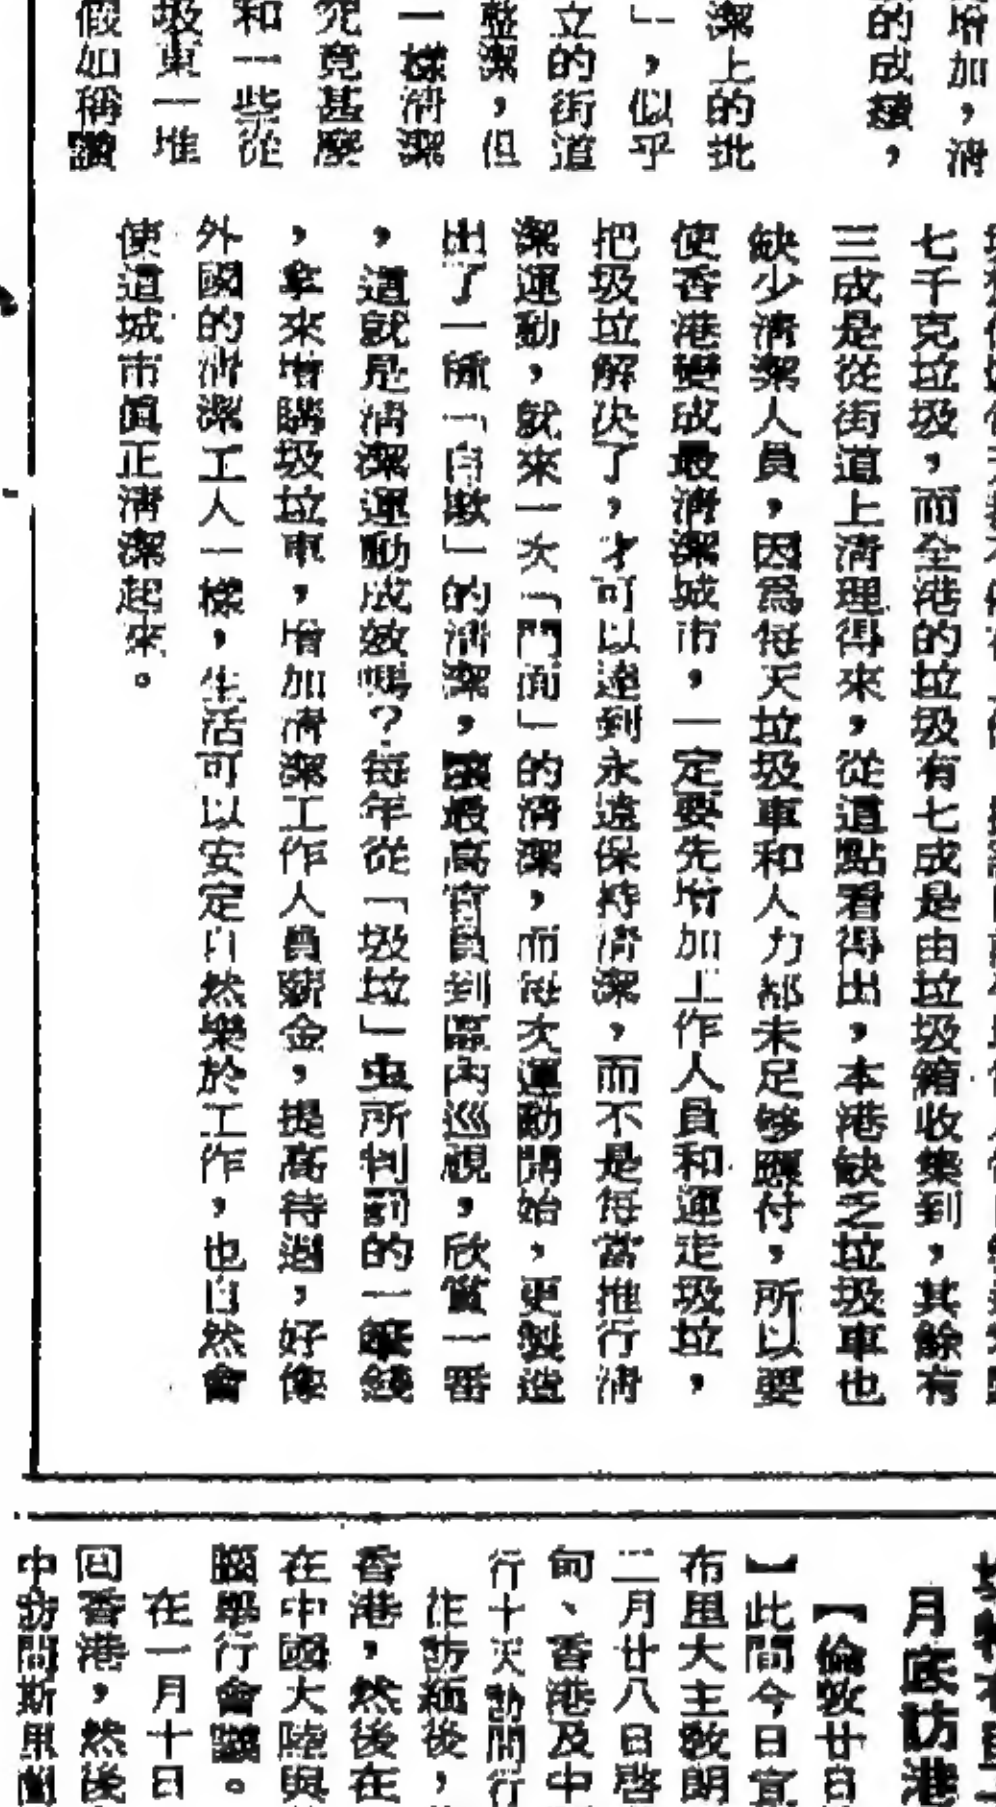 增加，清
的成績，
潔上的批
」，似乎
立的街道
整潔，但
一樣清潔
究竟甚麼
和一些從
圾東一堆
假如稱讚
七千克垃圾，而全港的垃圾有七成是由垃圾箱收集到，其餘有
三成是從街道上清理得來，從這點看得出，本港缺乏垃圾車也
缺少清潔人員，因爲每天垃圾車和人力都未足夠應付，所以要
使香港變成最清潔城市，一定要先增加工作人員和運走圾垃，
把圾垃解決了，才可以達到永遠保持清潔，而不是每當推行清
潔運動，就來一次「門面」的清潔，而每次運動開始，更製造
出了一種「自欺」的清潔，讓最高官員到區內巡視，欣賞一番
，這就是清潔運動成效嗎？每年從「圾垃」虫所判罰的一筆錢
，拿來增購圾垃車，增加清潔工作人員薪金，提高待遇，好像
外國的清潔工人一樣，生活可以安定自然樂於工作，也自然會
使這城市眞正清潔起來。
月底訪港
【倫敦廿日
】此間今日宣
布里大主敎朗
二月廿八日啓
甸、香港及中
行十天訪問行
往訪緬後，
香港，然後在
在中國大陸與
腦舉行會議。
在一月十日
回香港，然後
中訪問斯里蘭